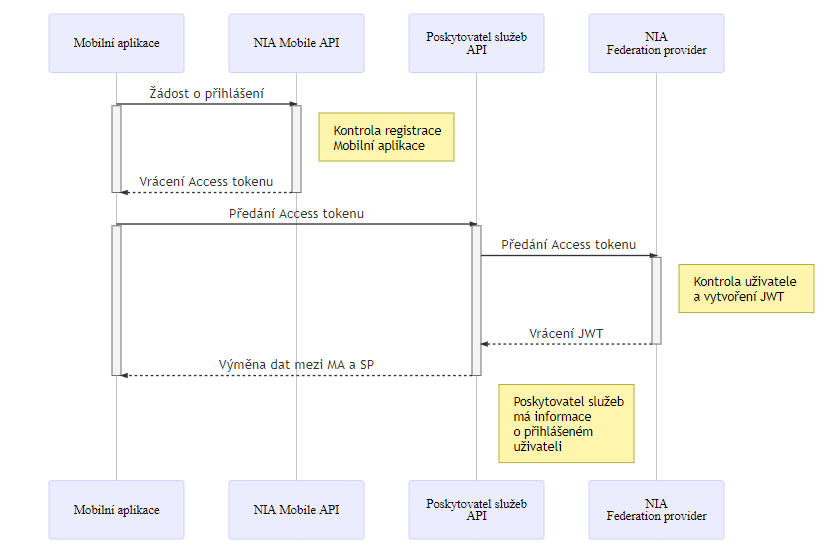 Mobilní aplikace
NIA Mobile API
Poskytovatel služeb
API
NIA
Federation provider
Žádost o přihlášení
Kontrola registrace
Mobilní aplikace
Vrácení Access tokenu
Předání Access tokenu
Předání Access tokenu
Kontrola uživatele
a vytvoření JWT
Vrácení JWT
Výměna dat mezi MA a SP
Poskytovatel služeb
má informace
o přihlášeném
uživateli
Mobilní aplikace
NIA Mobile API
Poskytovatel služeb
API
NIA
Federation provider